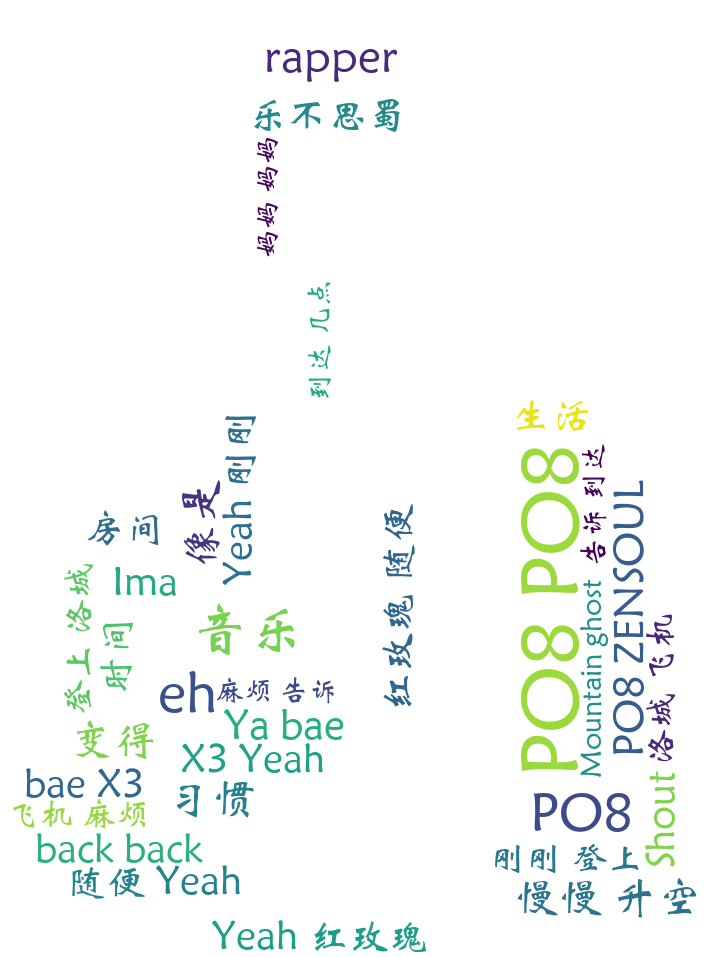 rapper
乐不思蜀
妈妈 妈妈
到达 几点
生活
PO8 PO8
告诉 到达
Mountain ghost
PO8 ZENSOUL
洛城 飞机
Shout
Yeah 刚刚
像是
房间
Ima
登上 洛城
时间
音乐
红玫瑰 随便
eh
麻烦 告诉
Ya bae
变得
X3 Yeah
bae X3
习惯
飞机 麻烦
PO8
back back
刚刚 登上
随便 Yeah
慢慢 升空
Yeah 红玫瑰